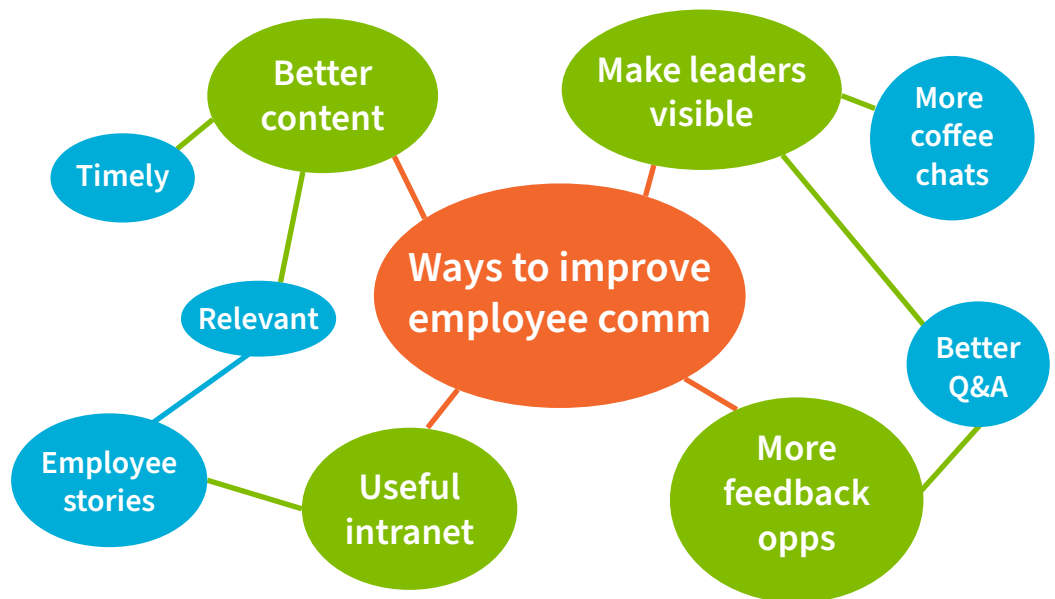 Better
content
Make leaders
visible
More
coffee
chats
Timely
Ways to improve
employee comm
Relevant
Better
Q&A
Employee
stories
Useful
intranet
More
feedback
opps